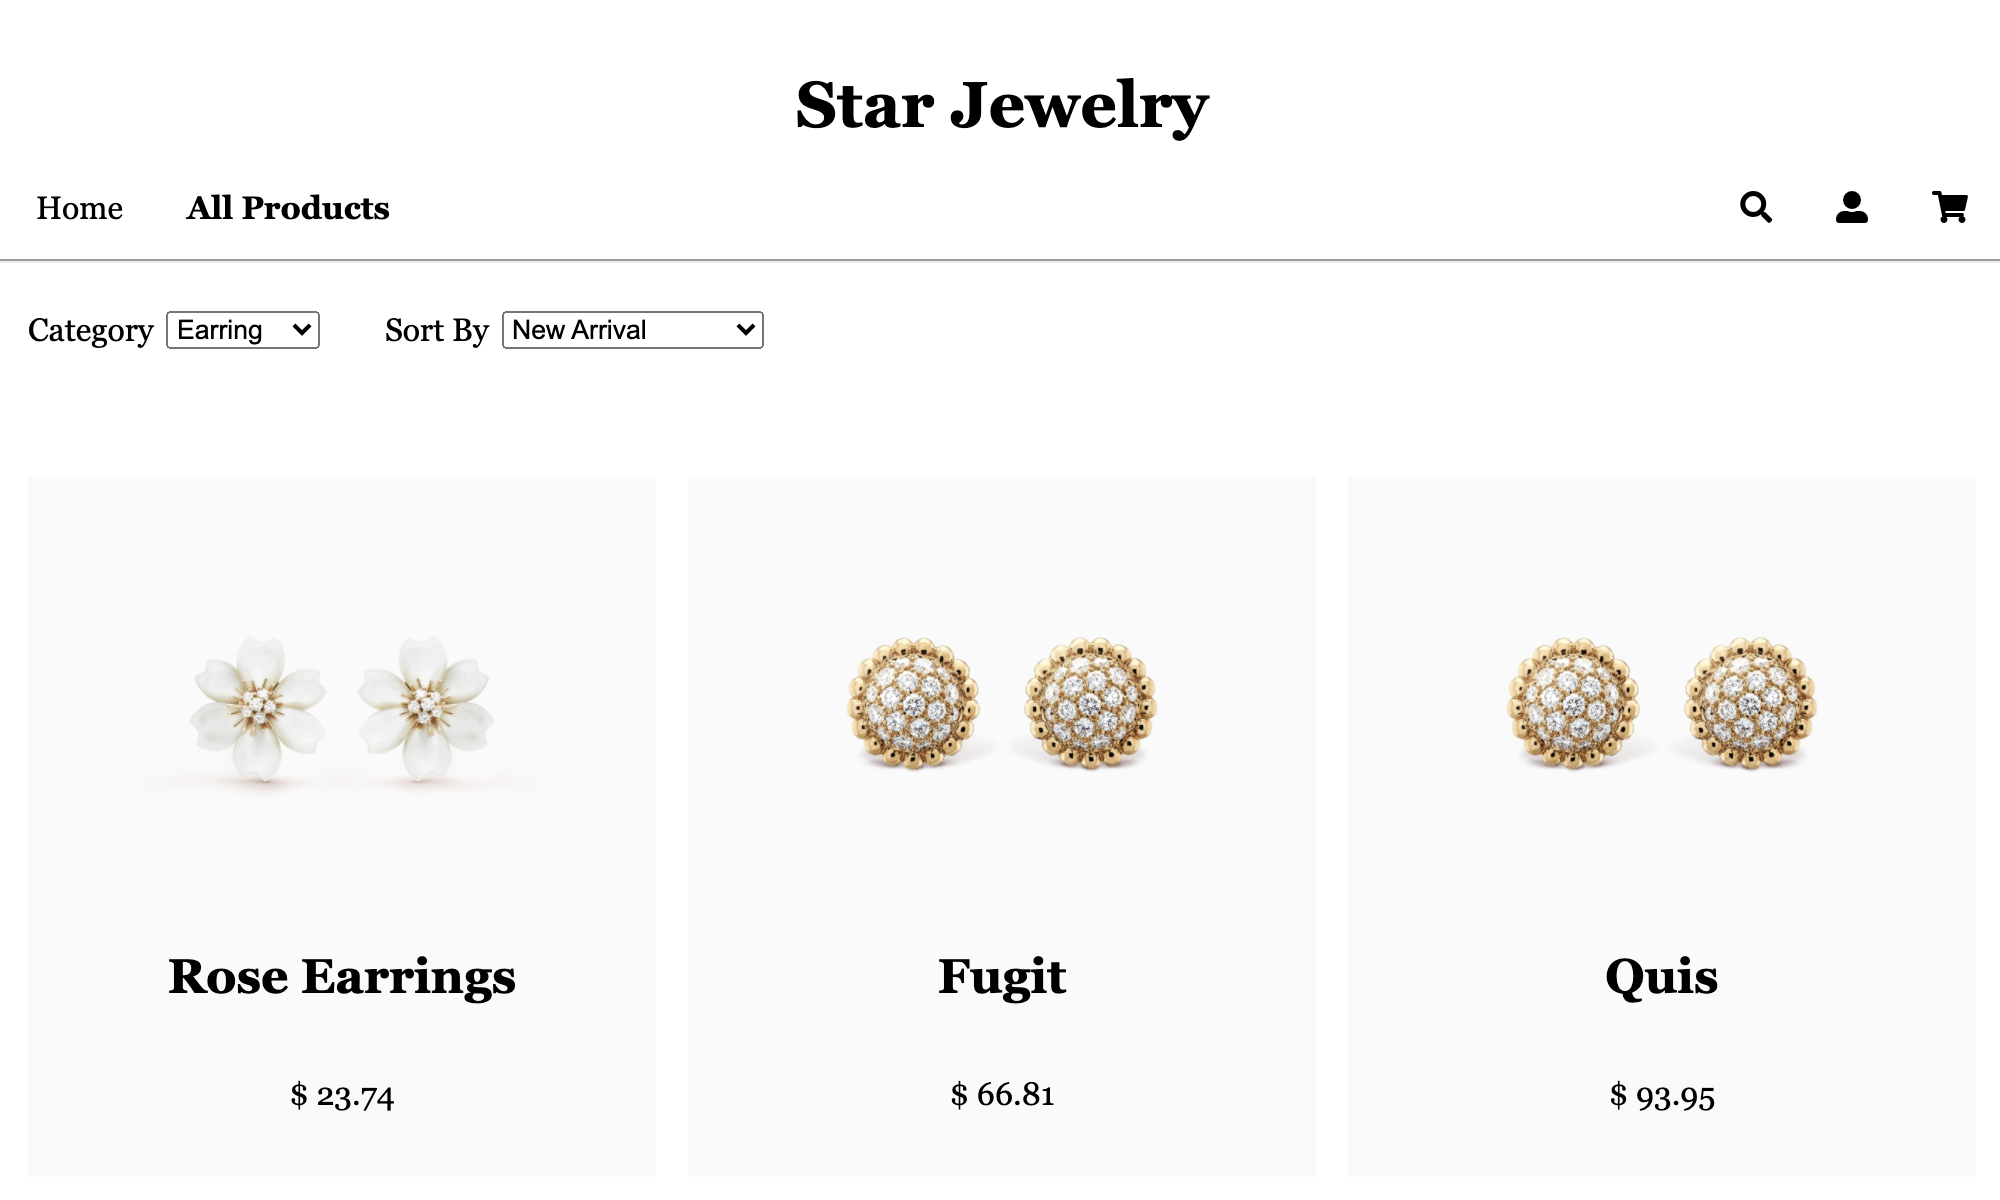 Star Jewelry
Home All Products
Category Earring Sort By New Arrival
Rose Earrings Fugit Quis
$ 23.74 $ 66.81 $ 93.95